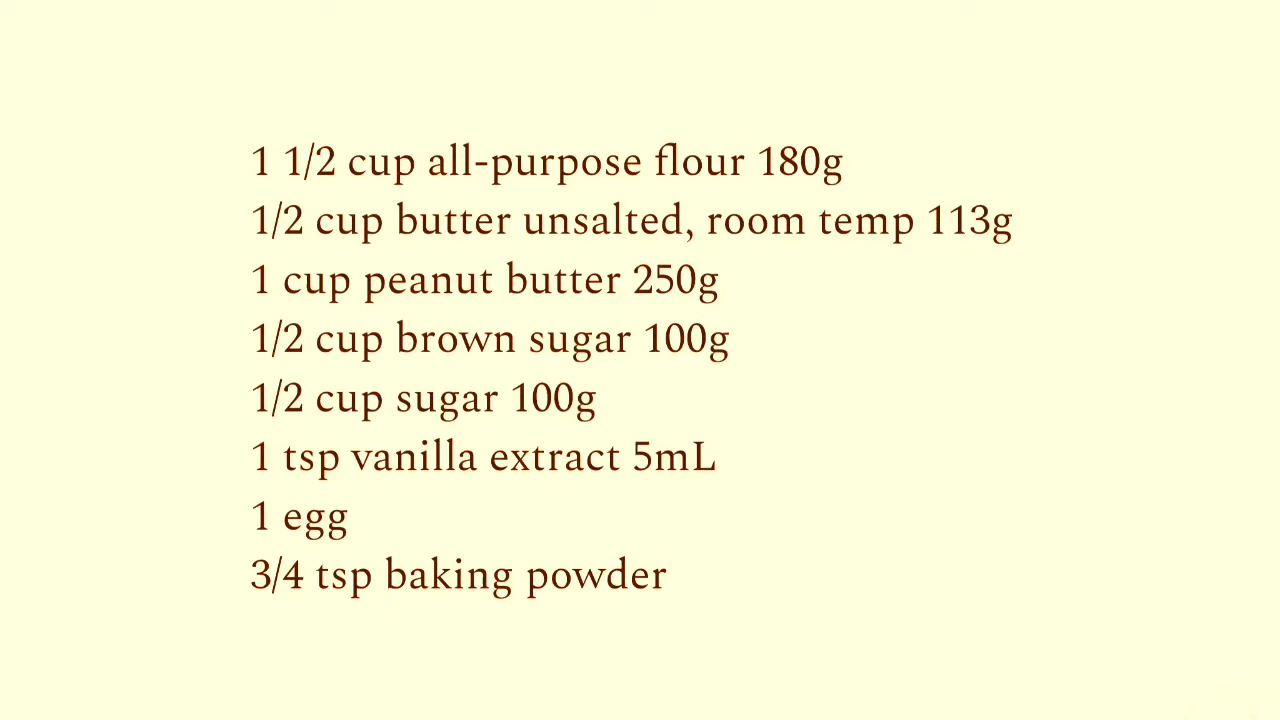 1 1/2 cup all-purpose flour 180g
1/2 cup butter unsalted, room temp 113g
1 cup peanut butter 250g
1/2 cup brown sugar 100g
1/2 cup sugar 100g
1 tsp vanilla extract 5mL
1 egg
3/4 tsp baking powder